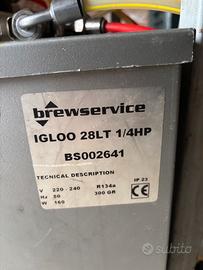 brewservice
IGLOO 28LT 1/4HP
BS002641
TECNICAL DESCRIPTION
V 220 - 240 R134a IP 23
Hz 50 300 GR CE
W 160
subito